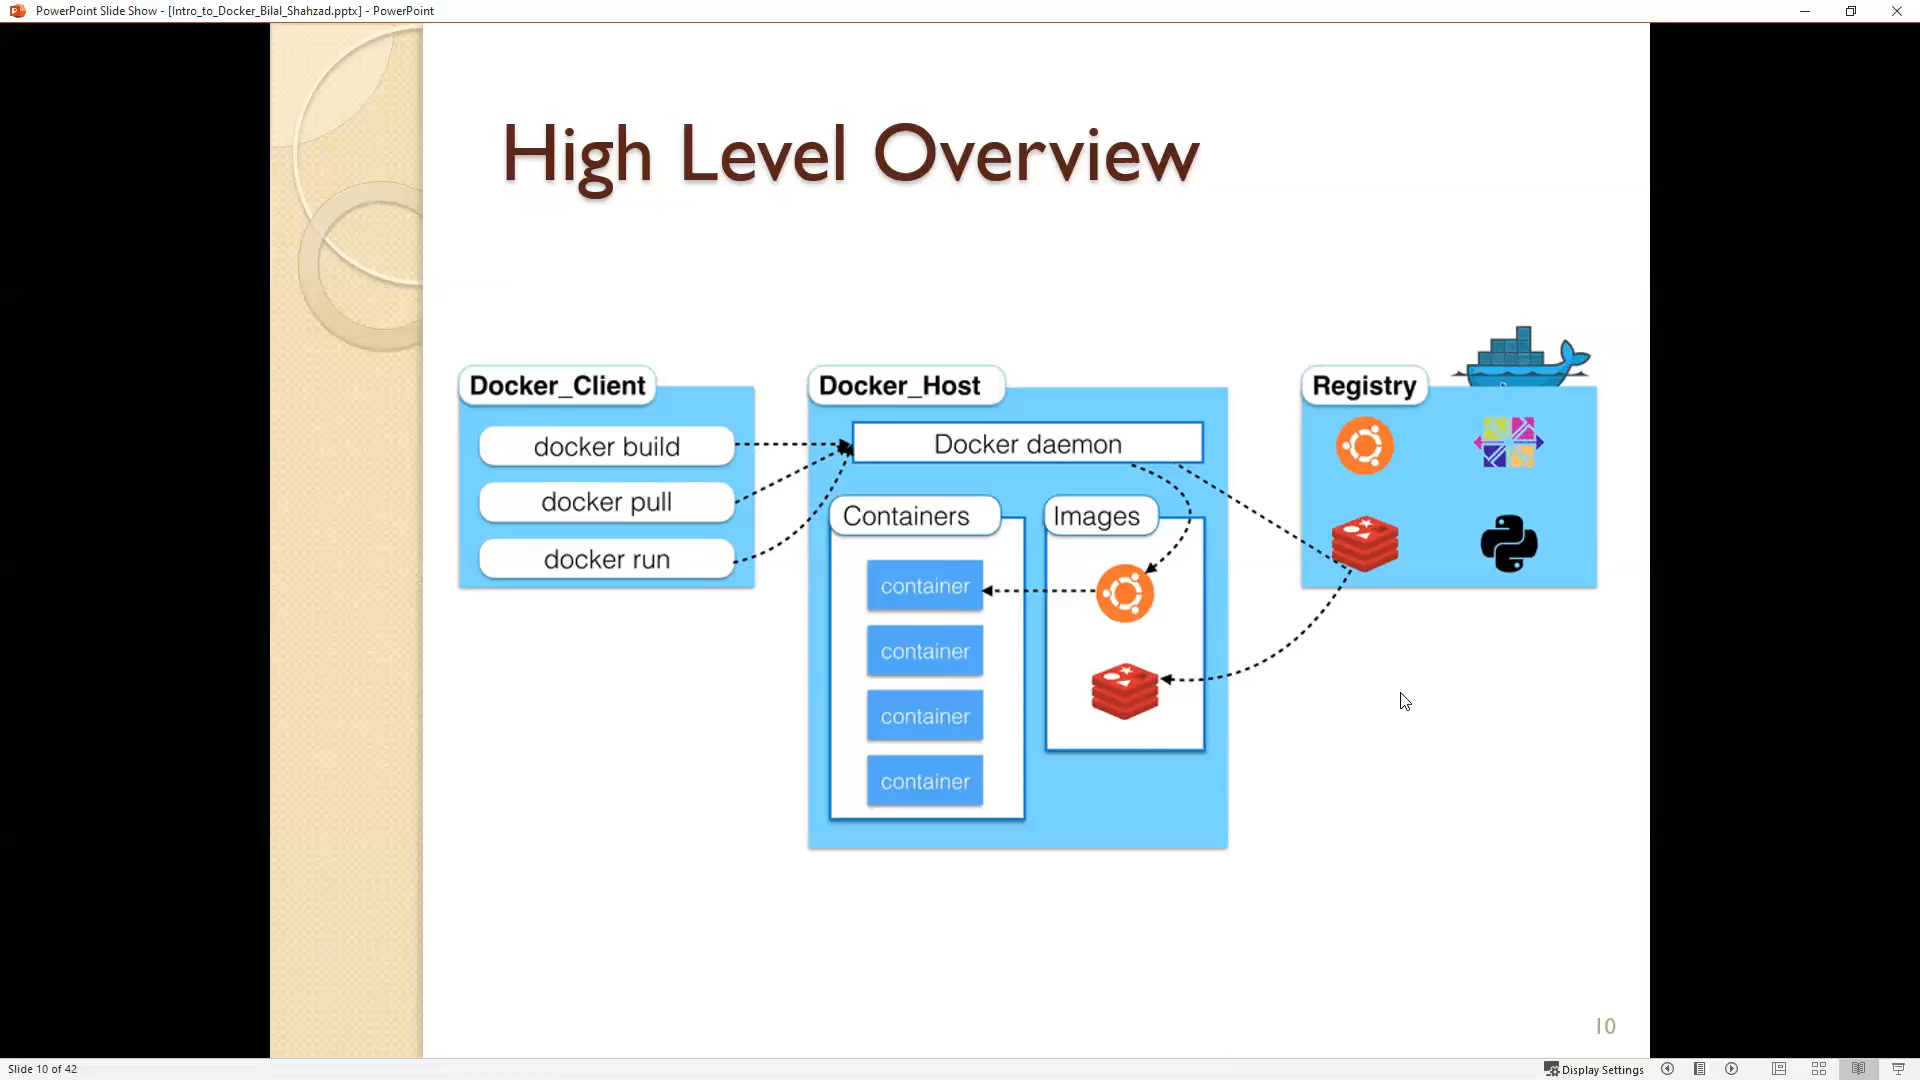 PowerPoint Slide Show - [Intro_to_Docker_Bilal_Shahzad.pptx] - PowerPoint
High Level Overview
Docker_Client
docker build
docker pull
docker run
Docker_Host
Docker daemon
Containers
container
container
container
container
Images
Registry
10
Slide 10 of 42
Display Settings